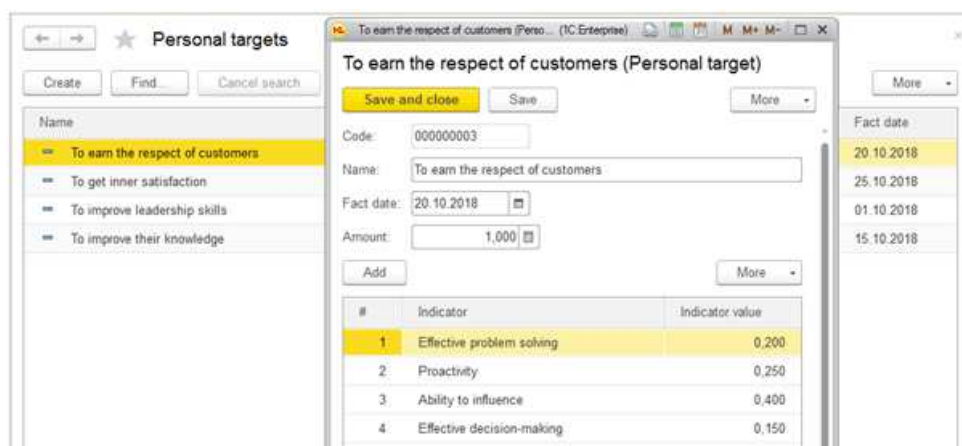 Personal targets
Create Find... Cancel search More
Name Fact date
To earn the respect of customers 20.10.2018
To get inner satisfaction 25.10.2018
To improve leadership skills 01.10.2018
To improve their knowledge 15.10.2018
To earn the respect of customers (Perso... (1C:Enterprise) M M+ M-
To earn the respect of customers (Personal target)
Save and close Save More
Code: 000000003
Name: To earn the respect of customers
Fact date: 20.10.2018
Amount: 1,000
Add More
# Indicator Indicator value
1 Effective problem solving 0,200
2 Proactivity 0,250
3 Ability to influence 0,400
4 Effective decision-making 0,150